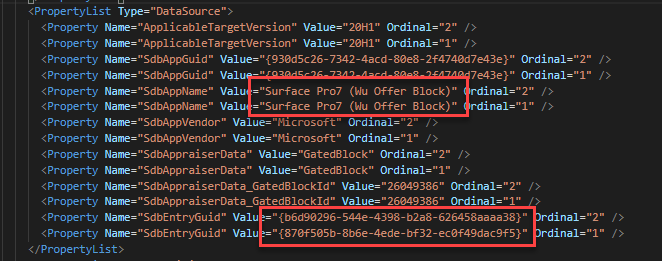 <PropertyList Type="DataSource">
<Property Name="ApplicableTargetVersion" Value="20H1" Ordinal="2" />
<Property Name="ApplicableTargetVersion" Value="20H1" Ordinal="1" />
<Property Name="SdbAppGuid" Value="{930d5c26-7342-4acd-80e8-2f4740d7e43e}" Ordinal="2" />
<Property Name="SdbAppGuid" Value="{930d5c26-7342-4acd-80e8-2f4740d7e43e}" Ordinal="1" />
<Property Name="SdbAppName" Value="Surface Pro7 (Wu Offer Block)" Ordinal="2" />
<Property Name="SdbAppName" Value="Surface Pro7 (Wu Offer Block)" Ordinal="1" />
<Property Name="SdbAppVendor" Value="Microsoft" Ordinal="2" />
<Property Name="SdbAppVendor" Value="Microsoft" Ordinal="1" />
<Property Name="SdbAppraiserData" Value="GatedBlock" Ordinal="2" />
<Property Name="SdbAppraiserData" Value="GatedBlock" Ordinal="1" />
<Property Name="SdbAppraiserData_GatedBlockId" Value="26049386" Ordinal="2" />
<Property Name="SdbAppraiserData_GatedBlockId" Value="26049386" Ordinal="1" />
<Property Name="SdbEntryGuid" Value="{b6d90296-544e-4398-b2a8-626458aaaa38}" Ordinal="2" />
<Property Name="SdbEntryGuid" Value="{870f505b-8b6e-4ede-bf32-ec0f49dac9f5}" Ordinal="1" />
</PropertyList>